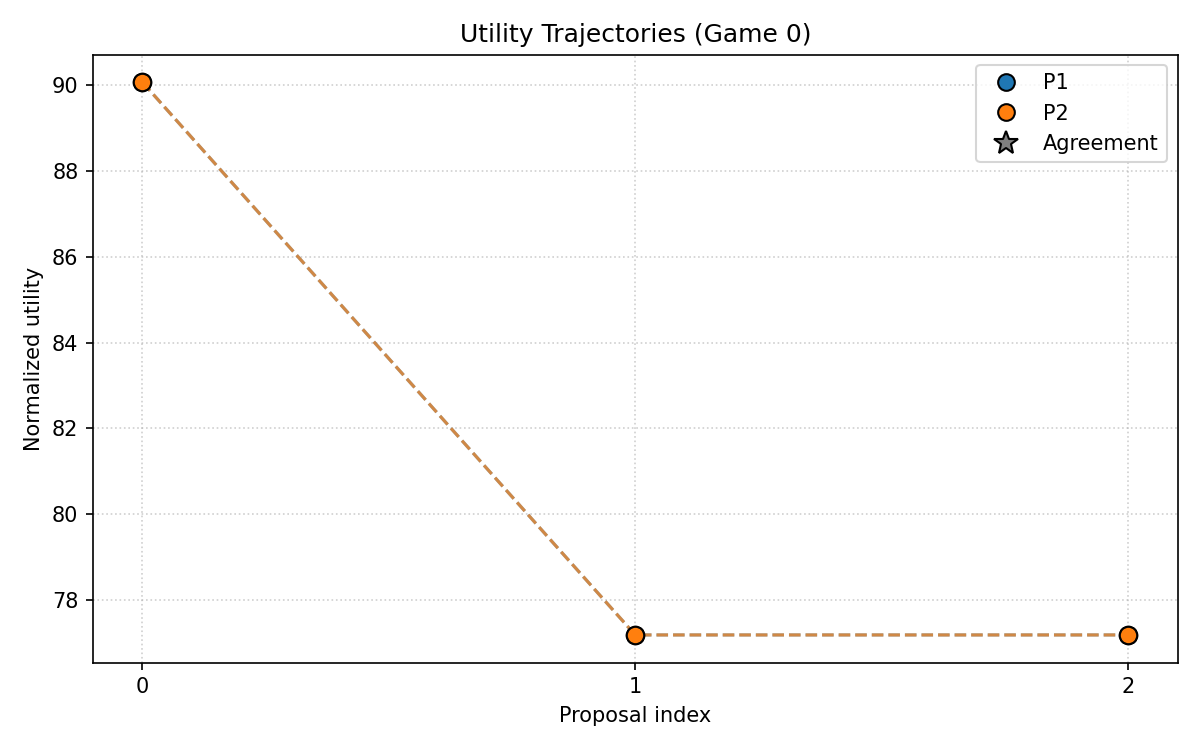 Utility Trajectories (Game 0)
P1
P2
Agreement
90
88
86
84
82
80
78
Normalized utility
0
1
2
Proposal index